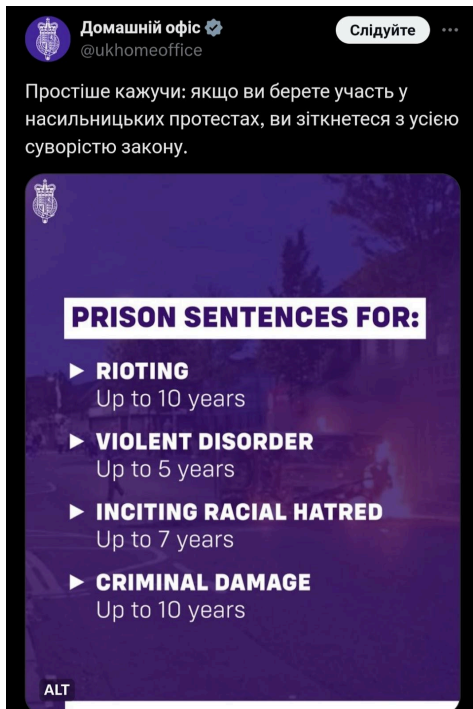 Домашній офіс
@ukhomeoffice
Слідуйте
Простіше кажучи: якщо ви берете участь у
насильницьких протестах, ви зіткнетеся з усією
суворістю закону.
PRISON SENTENCES FOR:
RIOTING
Up to 10 years
VIOLENT DISORDER
Up to 5 years
INCITING RACIAL HATRED
Up to 7 years
CRIMINAL DAMAGE
Up to 10 years
ALT